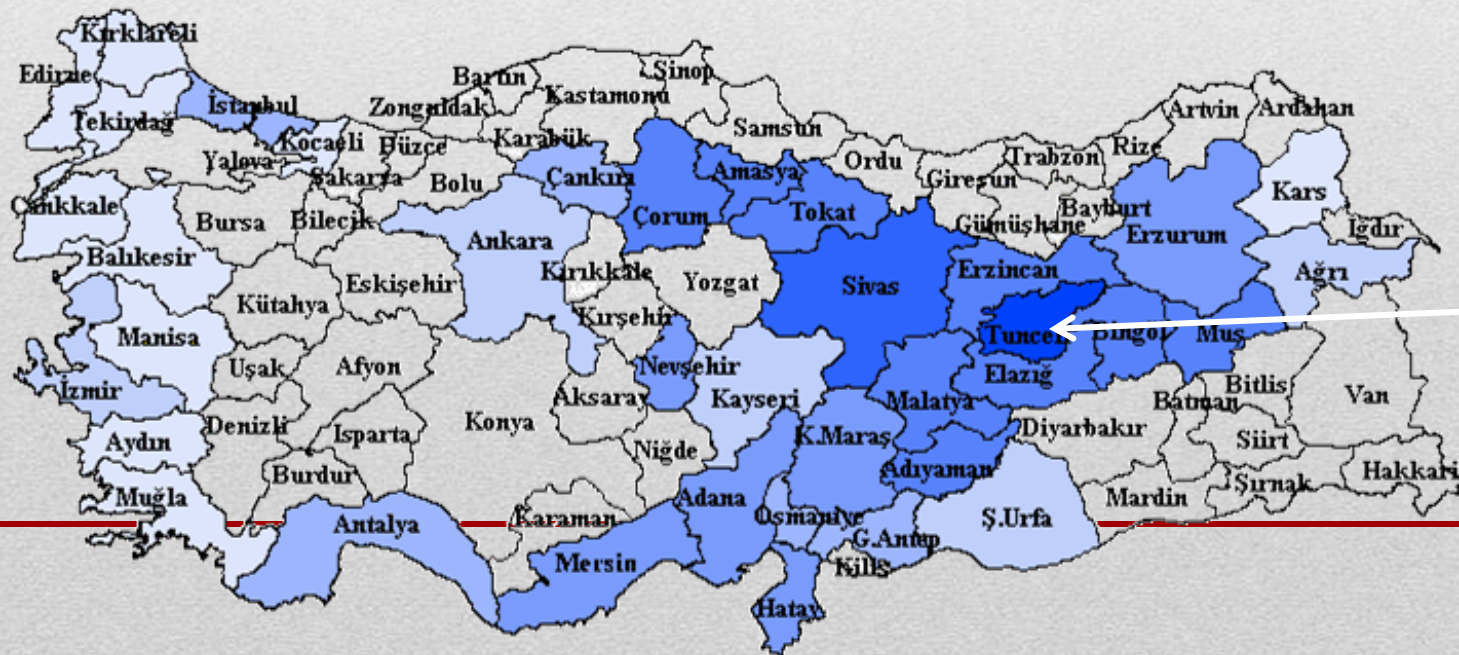 Kırklareli
Edirne
Tekirdağ
İstanbul
Kocaeli
Yalova
Sakarya
Düzce
Zonguldak
Bartın
Karabük
Kastamonu
Sinop
Samsun
Ordu
Giresun
Trabzon
Rize
Artvin
Ardahan
Kars
Iğdır
Ağrı
Erzurum
Bayburt
Gümüşhane
Çankkale
Balıkesir
Bursa
Bilecik
Bolu
Çankırı
Çorum
Amasya
Tokat
Ankara
Kırıkkale
Yozgat
Sivas
Erzincan
Eskişehir
Kütahya
Manisa
Uşak
Afyon
Kırşehir
Nevşehir
Kayseri
Tunceli
Bingöl
Muş
Elazığ
Malatya
Bitlis
Van
Batman
Siirt
Diyarbakır
İzmir
Aydın
Denizli
Isparta
Burdur
Muğla
Antalya
Konya
Aksaray
Niğde
Karaman
Mersin
Adana
K.Maraş
Adıyaman
Osmaniye
G.Antep
Kilis
Hatay
Ş.Urfa
Mardin
Şırnak
Hakkari